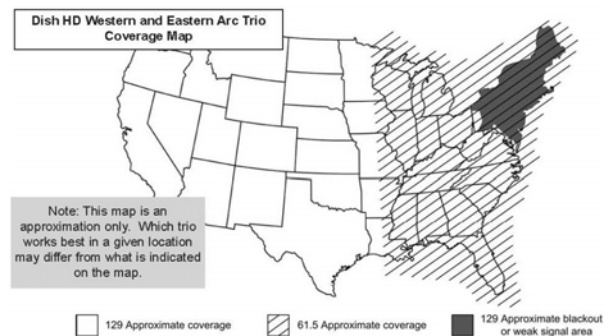 Dish HD Western and Eastern Arc Trio
Coverage Map
Note: This map is an
approximation only. Which trio
works best in a given location
may differ from what is indicated
on the map.
129 Approximate coverage
61.5 Approximate coverage
129 Approximate blackout
or weak signal area